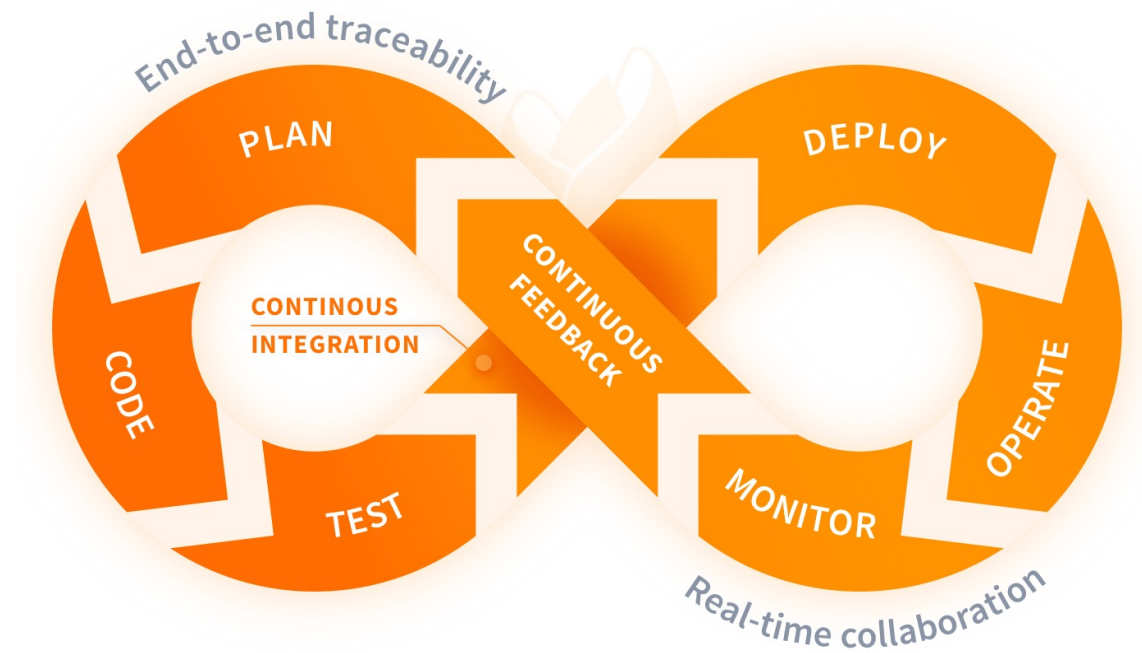 End-to-end traceability
PLAN
DEPLOY
CONTINUOUS
FEEDBACK
CONTINOUS
INTEGRATION
CODE
OPERATE
TEST
MONITOR
Real-time collaboration